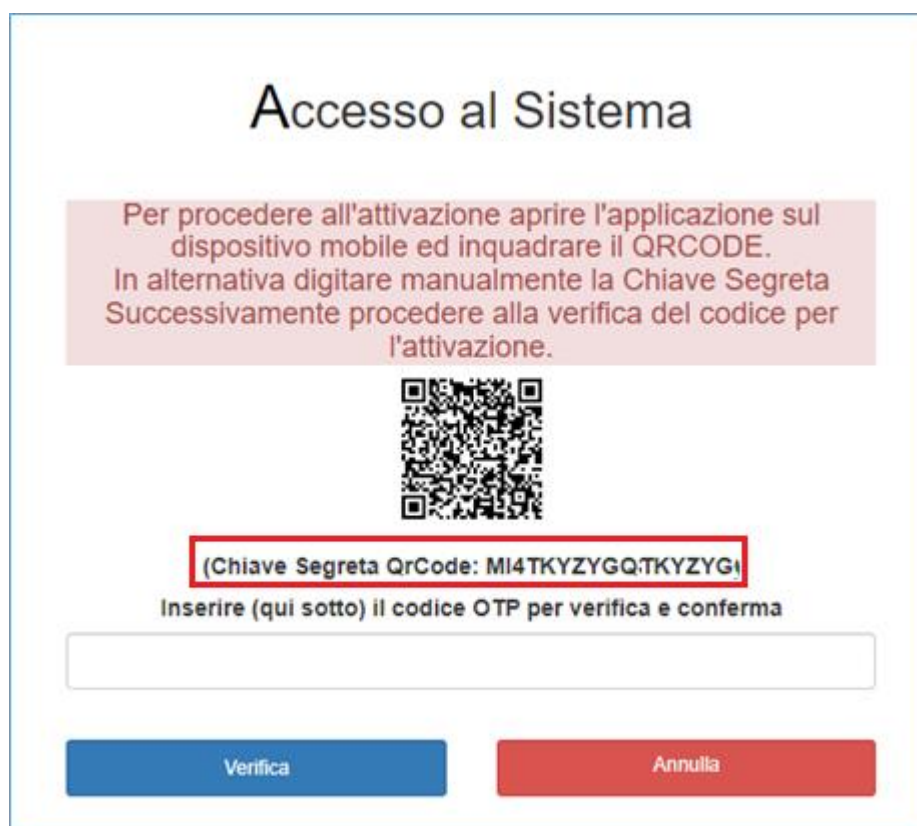 Accesso al Sistema
Per procedere all'attivazione aprire l'applicazione sul
dispositivo mobile ed inquadrare il QRCODE.
In alternativa digitare manualmente la Chiave Segreta
Successivamente procedere alla verifica del codice per
l'attivazione.
(Chiave Segreta QrCode:
Inserire (qui sotto) il codice OTP per verifica e conferma
Verifica Annulla